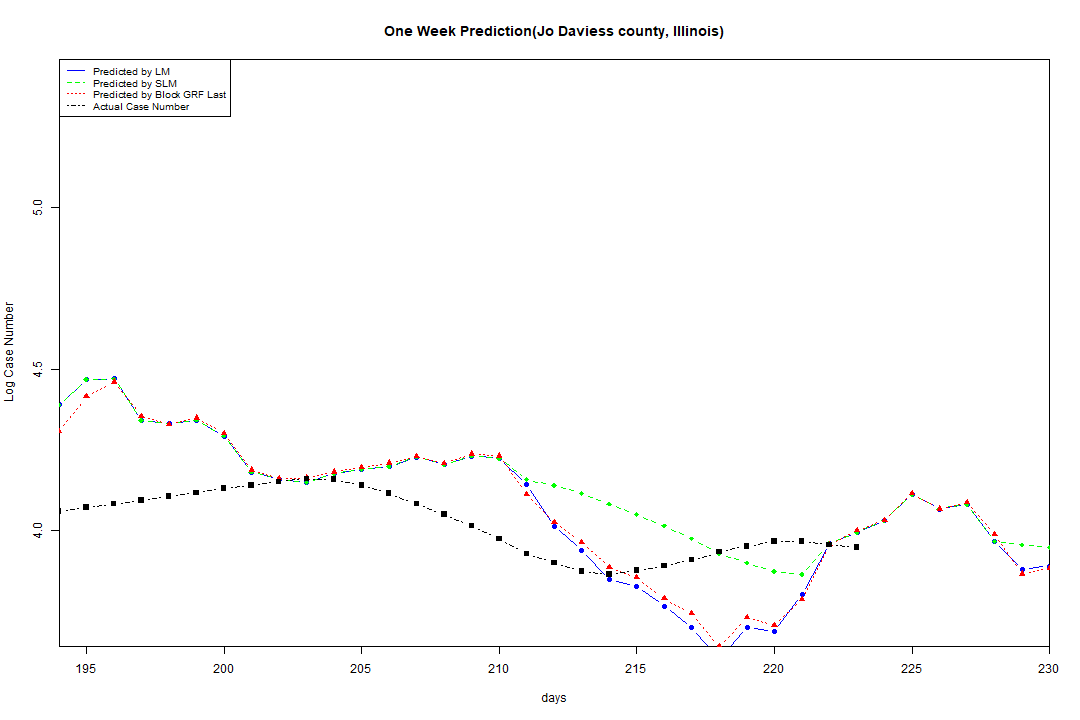 One Week Prediction(Jo Daviess county, Illinois)
Predicted by LM
Predicted by SLM
Predicted by Block GRF Last
Actual Case Number
Log Case Number
5.0
4.5
4.0
195 200 205 210 215 220 225 230
days